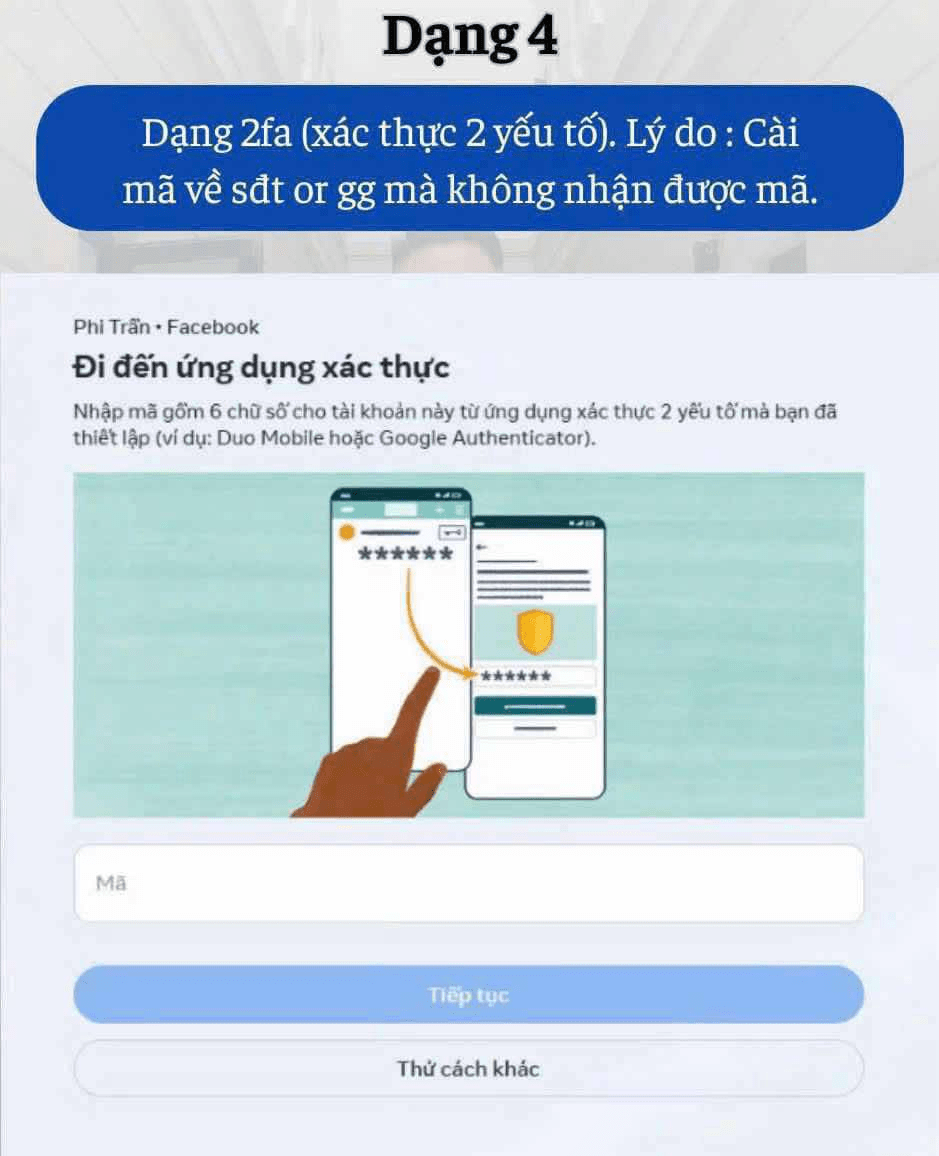 Dạng 4
Dạng 2fa (xác thực 2 yếu tố). Lý do : Cài
mã về sđt or gg mà không nhận được mã.
Phi Trần • Facebook
Đi đến ứng dụng xác thực
Nhập mã gồm 6 chữ số cho tài khoản này từ ứng dụng xác thực 2 yếu tố mà bạn đã
thiết lập (ví dụ: Duo Mobile hoặc Google Authenticator).
******
******
Mã
Tiếp tục
Thử cách khác